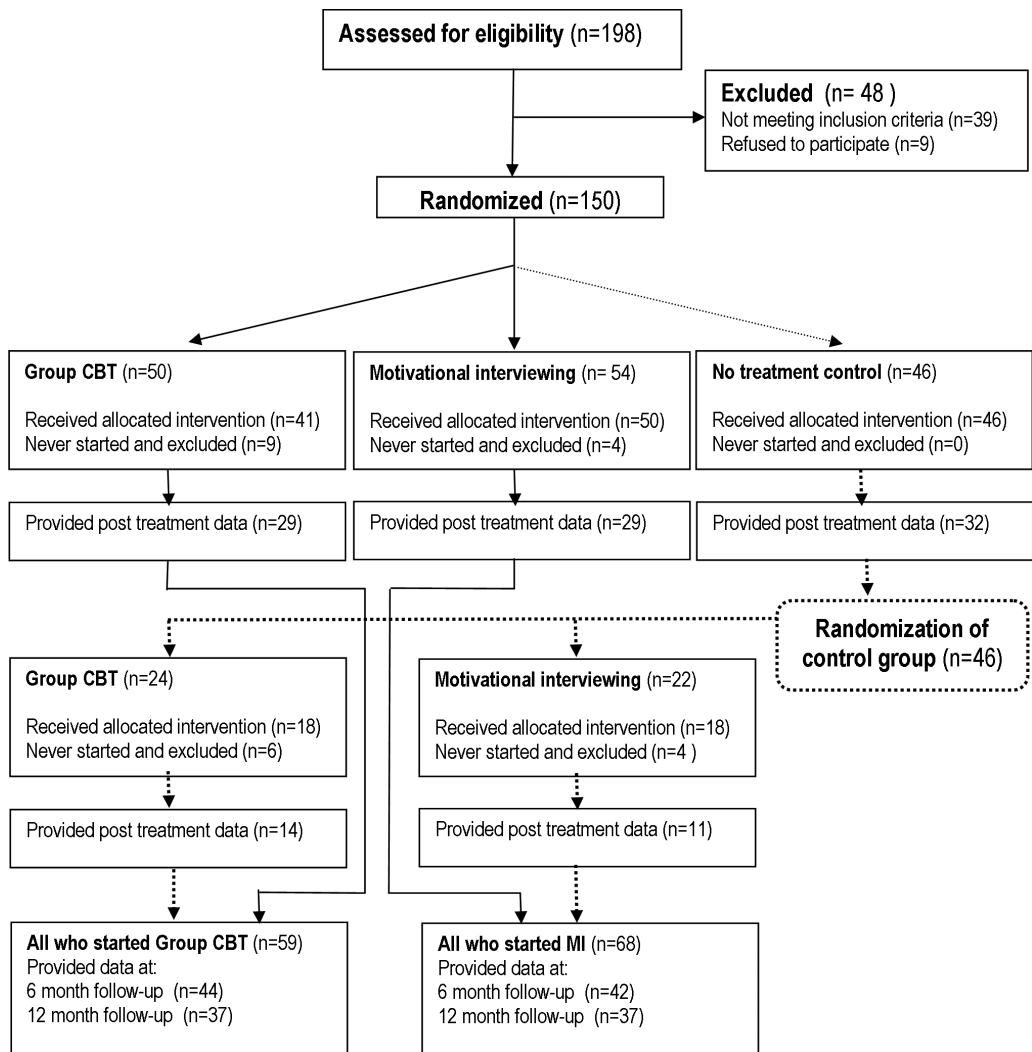 Assessed for eligibility (n=198)
Excluded (n= 48 )
Not meeting inclusion criteria (n=39)
Refused to participate (n=9)
Randomized (n=150)
Group CBT (n=50)
Received allocated intervention (n=41)
Never started and excluded (n=9)
Motivational interviewing (n= 54)
Received allocated intervention (n=50)
Never started and excluded (n=4)
No treatment control (n=46)
Received allocated intervention (n=46)
Never started and excluded (n=0)
Provided post treatment data (n=29)
Provided post treatment data (n=29)
Provided post treatment data (n=32)
Randomization of
control group (n=46)
Group CBT (n=24)
Received allocated intervention (n=18)
Never started and excluded (n=6)
Motivational interviewing (n=22)
Received allocated intervention (n=18)
Never started and excluded (n=4 )
Provided post treatment data (n=14)
Provided post treatment data (n=11)
All who started Group CBT (n=59)
Provided data at:
6 month follow-up (n=44)
12 month follow-up (n=37)
All who started MI (n=68)
Provided data at:
6 month follow-up (n=42)
12 month follow-up (n=37)